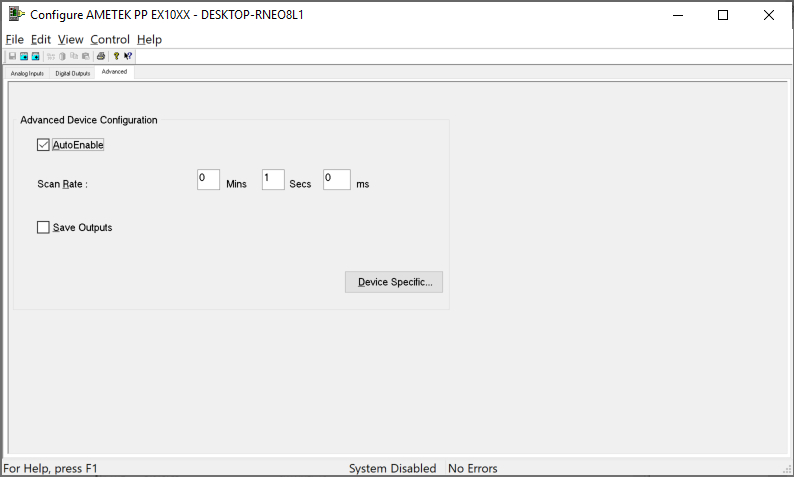 Configure AMETEK PP EX10XX - DESKTOP-RNEO8L1
File Edit View Control Help
Analog Inputs Digital Outputs Advanced
Advanced Device Configuration
AutoEnable
Scan Rate : 0 Mins 1 Secs 0 ms
Save Outputs
Device Specific...
For Help, press F1 System Disabled No Errors